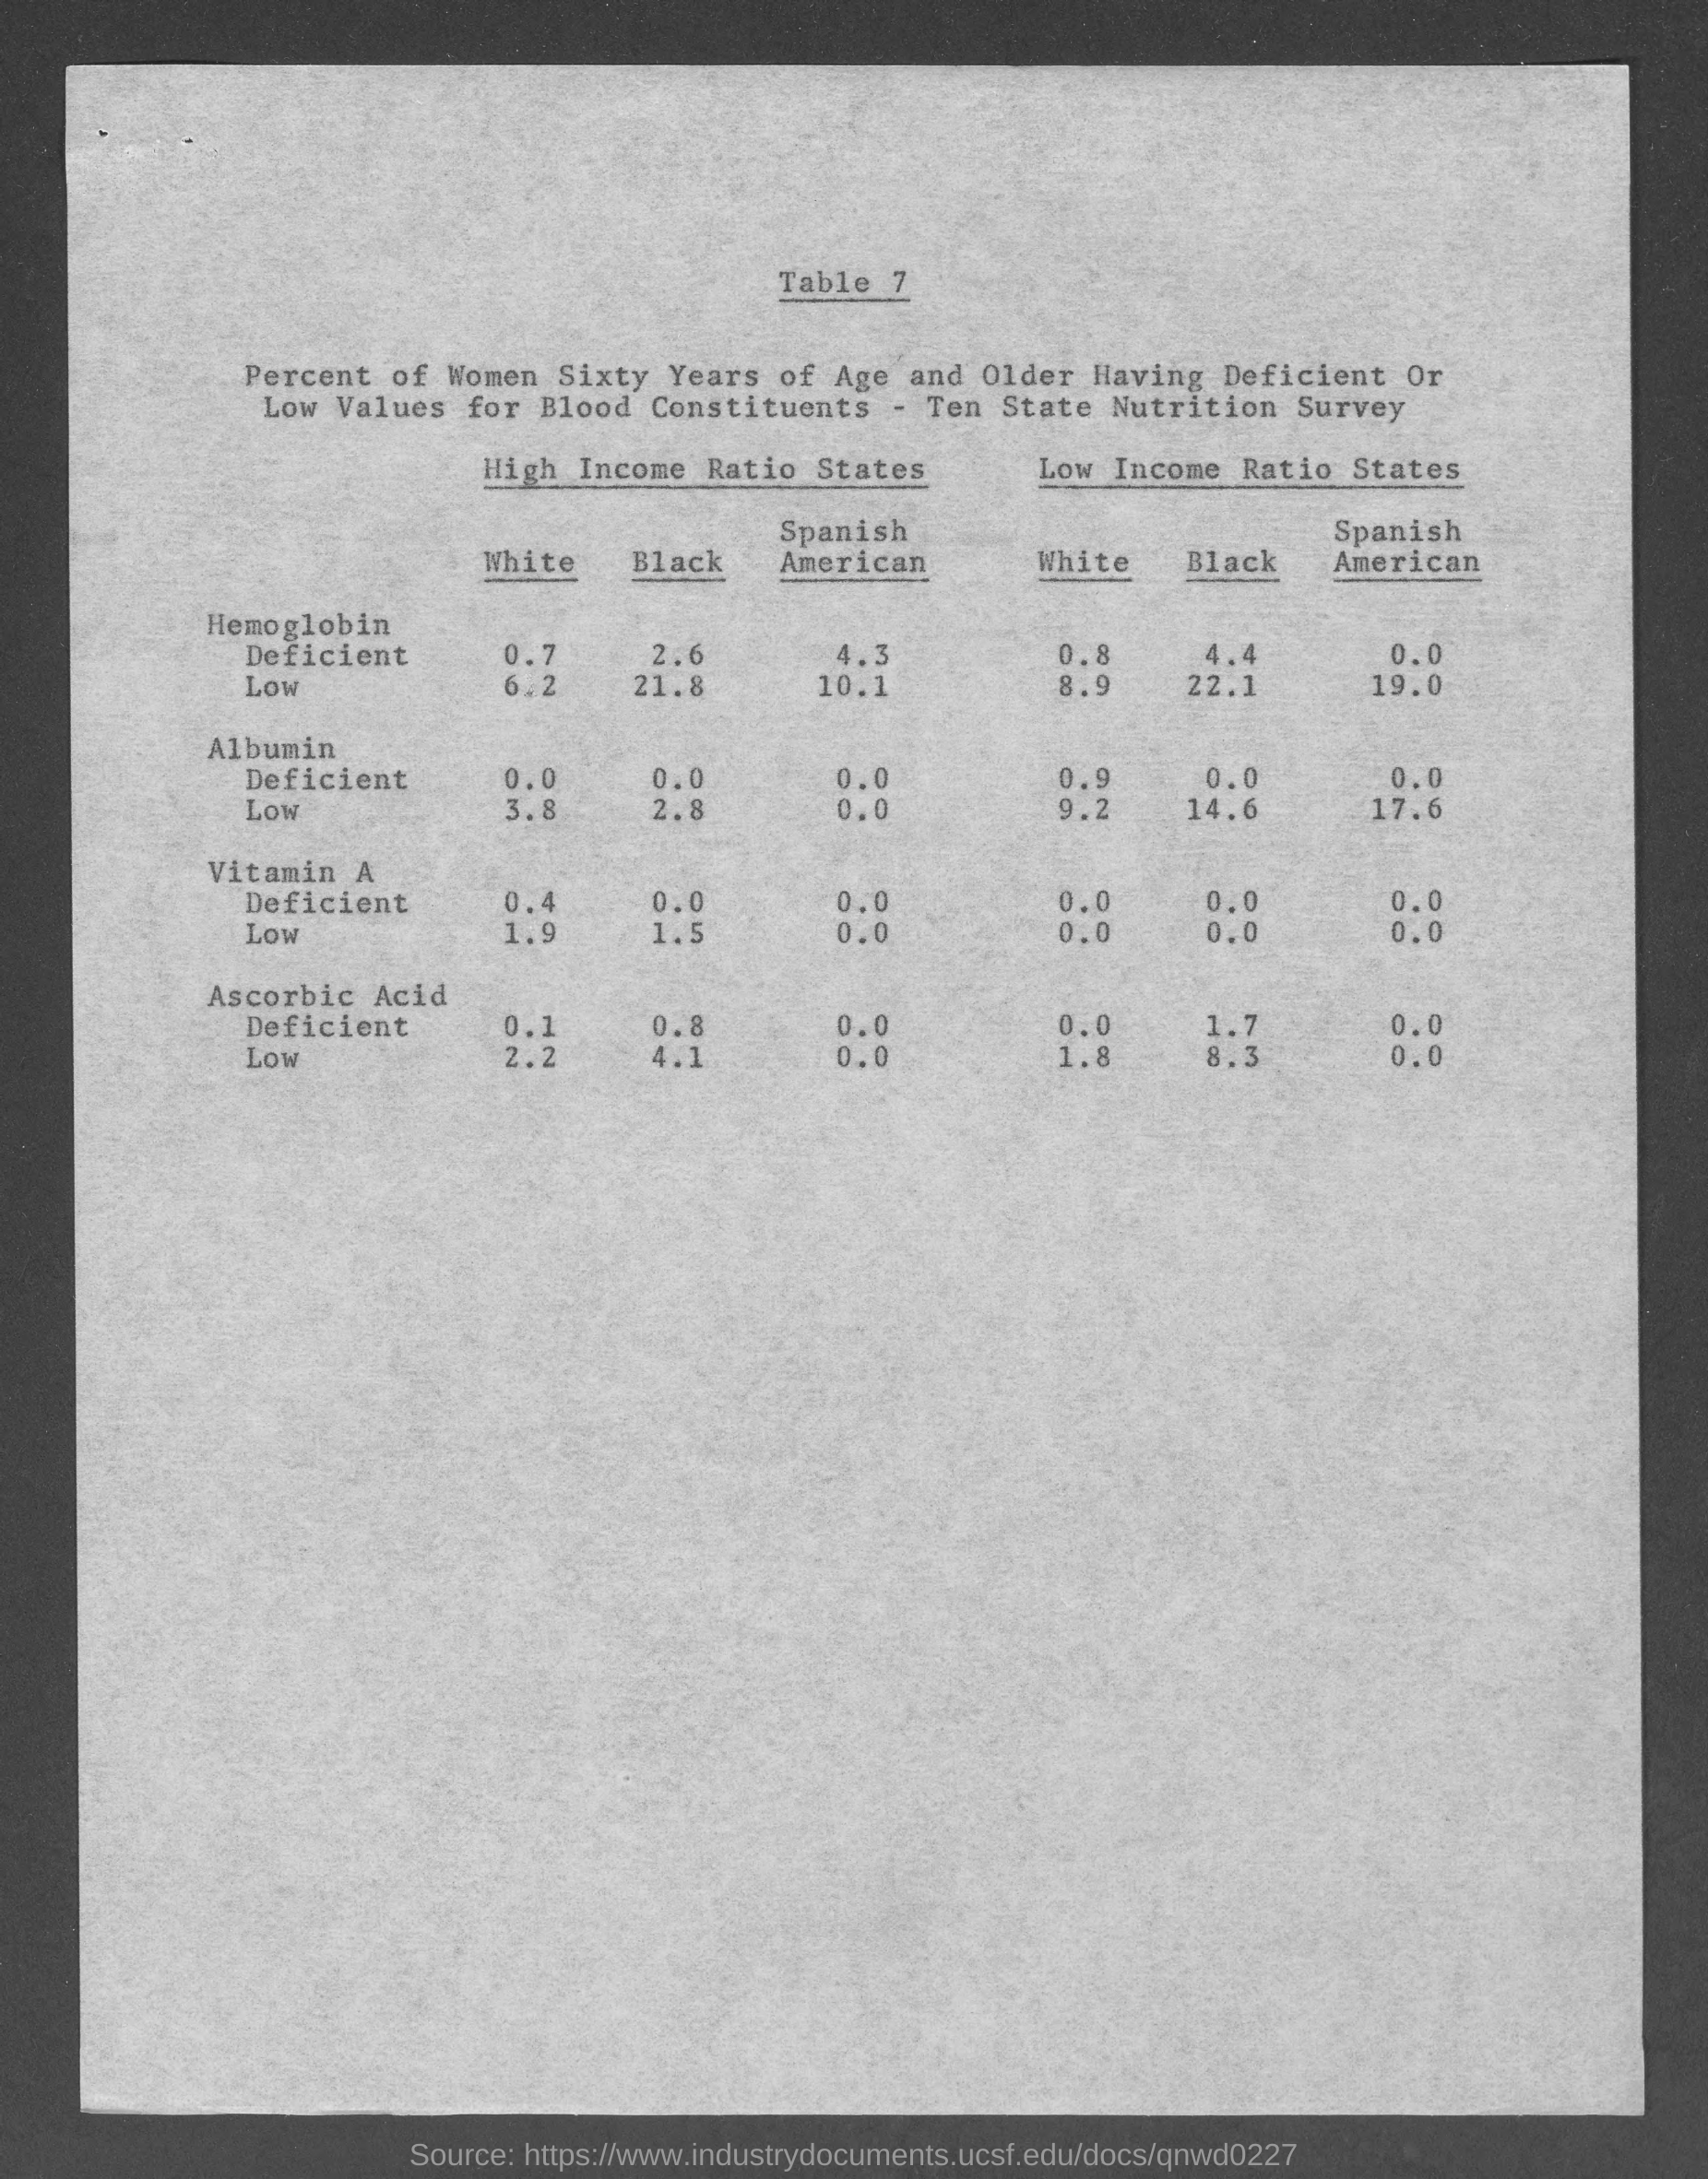 Table 7
Percent of Women Sixty Years of Age and Older Having Deficient Or
Low Values for Blood Constituents - Ten State Nutrition Survey
High Income Ratio States Low Income Ratio States
Spanish Spanish
White Black American White Black American
Hemoglobin
Deficient 0.7 2.6 4.3 0.8 4.4 0.0
Low 6.2 21.8 10.1 8.9 22.1 19.0
Albumin
Deficient 0.0 0.0 0.0 0.9 0.0 0.0
Low 3.8 2.8 0.0 9.2 14.6 17.6
Vitamin A
Deficient 0.4 0.0 0.0 0.0 0.0 0.0
Low 1.9 1.5 0.0 0.0 0.0 0.0
Ascorbic Acid
Deficient 0.1 0.8 0.0 0.0 1.7 0.0
Low 2.2 4.1 0.0 1.8 8.3 0.0
Source: https://www.industrydocuments.ucsf.edu/docs/qnwd0227